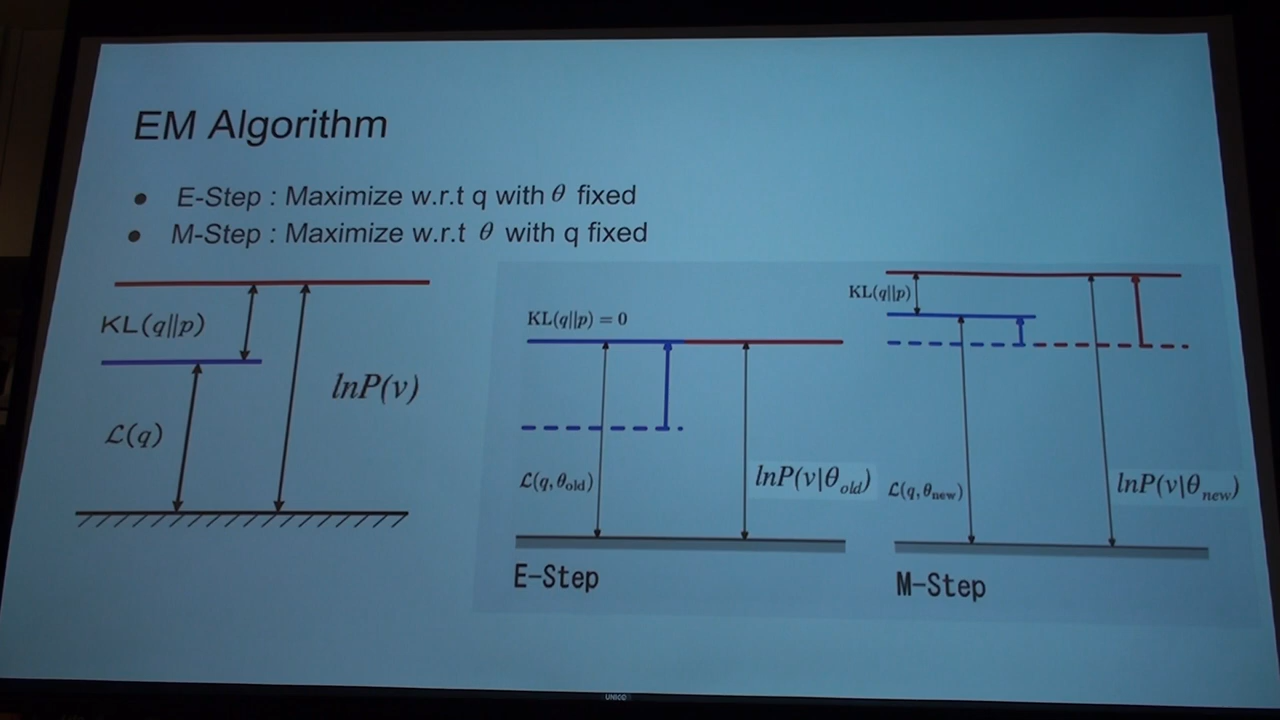 EM Algorithm
● E-Step : Maximize w.r.t q with θ fixed
● M-Step : Maximize w.r.t θ with q fixed
KL(q||p)
ℒ(q)
lnP(v)
KL(q||p) = 0
ℒ(q, θold)
lnP(v|θold)
E-Step
KL(q||p)
ℒ(q, θnew)
lnP(v|θnew)
M-Step